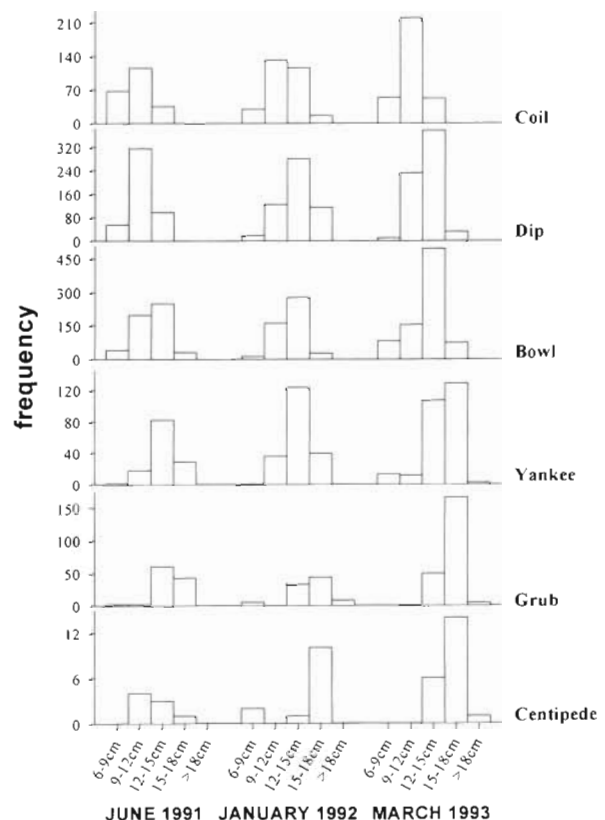 frequency
210
140
70
0
Coil
320
240
160
80
0
Dip
450
300
150
0
Bowl
120
80
40
0
Yankee
150
100
50
0
Grub
12
6
0
Centipede
6-9cm 9-12cm 12-15cm 15-18cm >18cm 6-9cm 9-12cm 12-15cm 15-18cm >18cm 6-9cm 9-12cm 12-15cm 15-18cm >18cm
JUNE 1991 JANUARY 1992 MARCH 1993